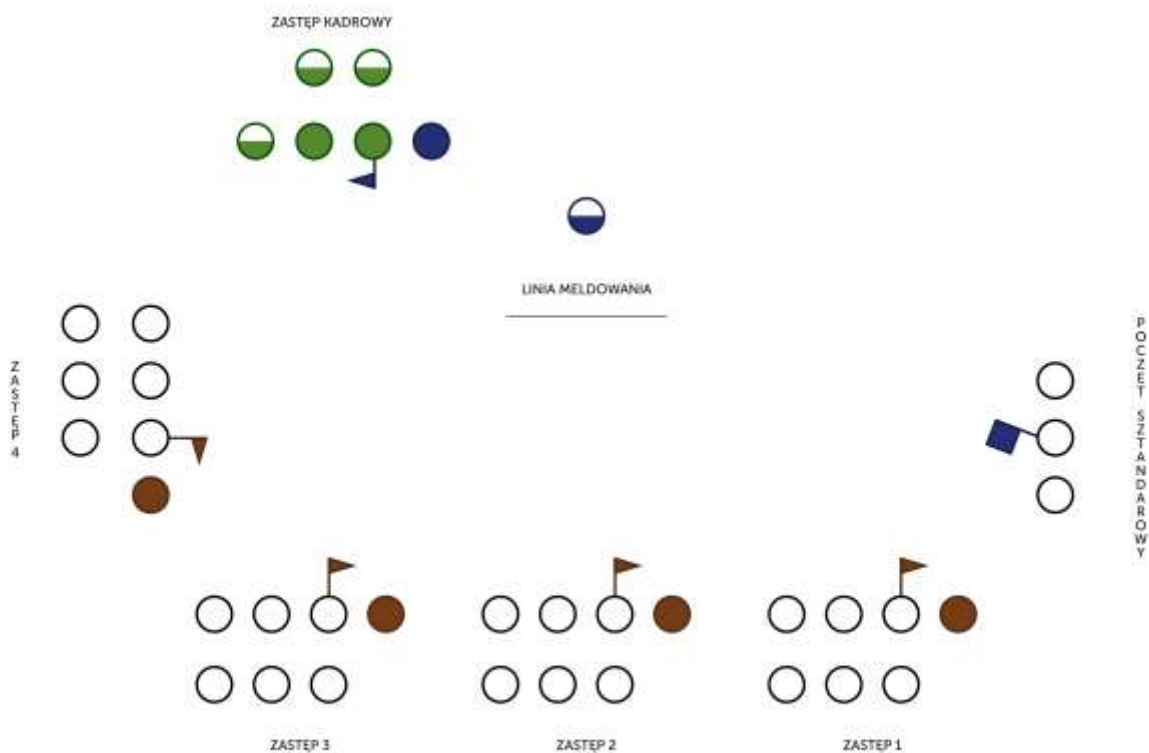 ZASTĘP KADROWY
LINIA MELDOWANIA
ZASTĘP 4
POCZET SZTANDAROWY
ZASTĘP 3
ZASTĘP 2
ZASTĘP 1